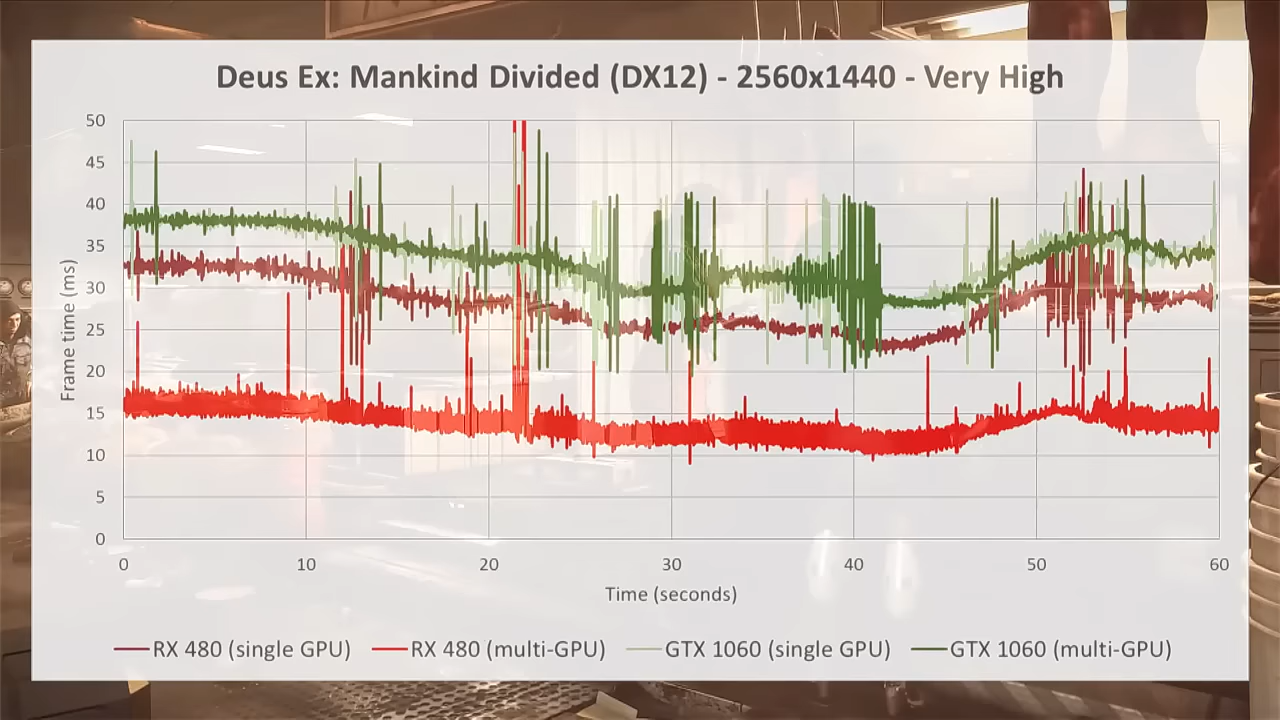 Deus Ex: Mankind Divided (DX12) - 2560x1440 - Very High
50
45
40
35
30
25
20
15
10
5
0
Frame time (ms)
0 10 20 30 40 50 60
Time (seconds)
RX 480 (single GPU) RX 480 (multi-GPU) GTX 1060 (single GPU) GTX 1060 (multi-GPU)